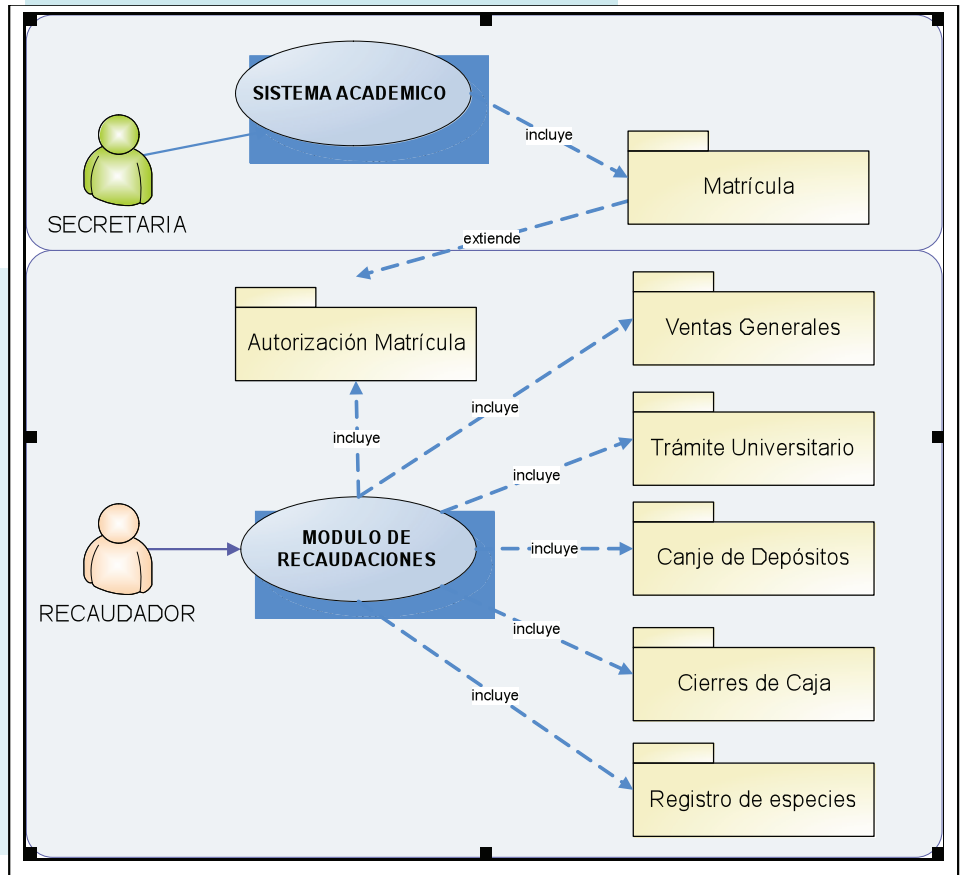 SISTEMA ACADEMICO
incluye
Matrícula
SECRETARIA
extiende
Ventas Generales
Autorización Matrícula
incluye
incluye
Trámite Universitario
incluye
MODULO DE
RECAUDACIONES
incluye
Canje de Depósitos
RECAUDADOR
incluye
Cierres de Caja
incluye
Registro de especies